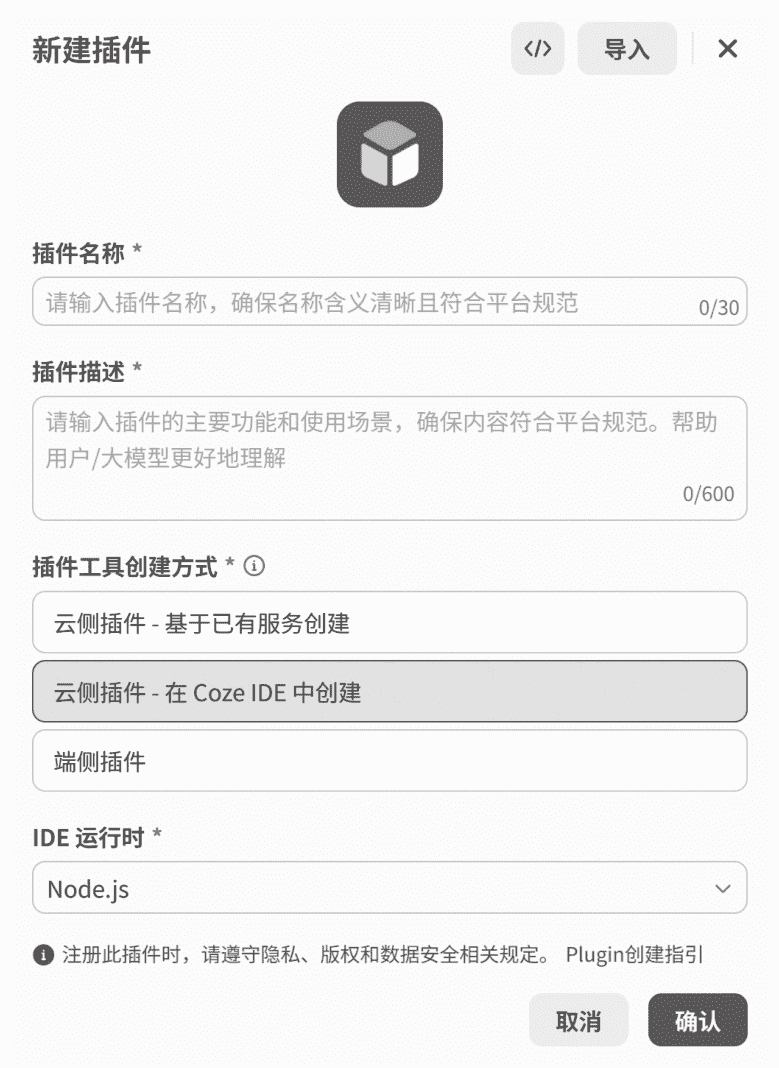 新建插件
</>
导入
插件名称 *
请输入插件名称，确保名称含义清晰且符合平台规范
0/30
插件描述 *
请输入插件的主要功能和使用场景，确保内容符合平台规范。帮助
用户/大模型更好地理解
0/600
插件工具创建方式 *
云侧插件 - 基于已有服务创建
云侧插件 - 在 Coze IDE 中创建
端侧插件
IDE 运行时 *
Node.js
注册此插件时，请遵守隐私、版权和数据安全相关规定。 Plugin创建指引
取消
确认